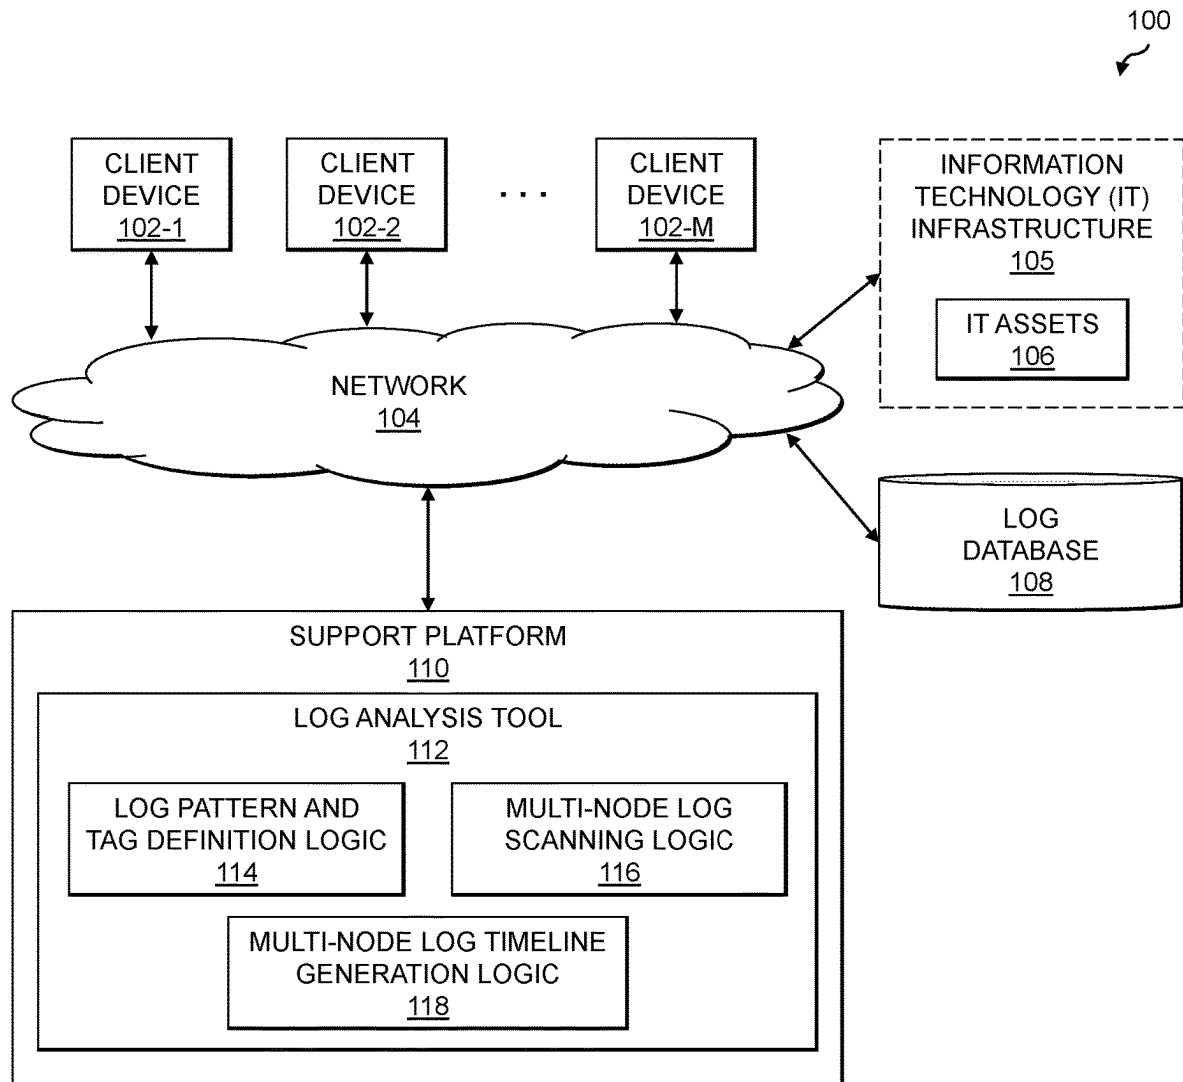 100
CLIENT
DEVICE
102-1
CLIENT
DEVICE
102-2
. . .
CLIENT
DEVICE
102-M
INFORMATION
TECHNOLOGY (IT)
INFRASTRUCTURE
105
IT ASSETS
106
NETWORK
104
LOG
DATABASE
108
SUPPORT PLATFORM
110
LOG ANALYSIS TOOL
112
LOG PATTERN AND
TAG DEFINITION LOGIC
114
MULTI-NODE LOG
SCANNING LOGIC
116
MULTI-NODE LOG TIMELINE
GENERATION LOGIC
118